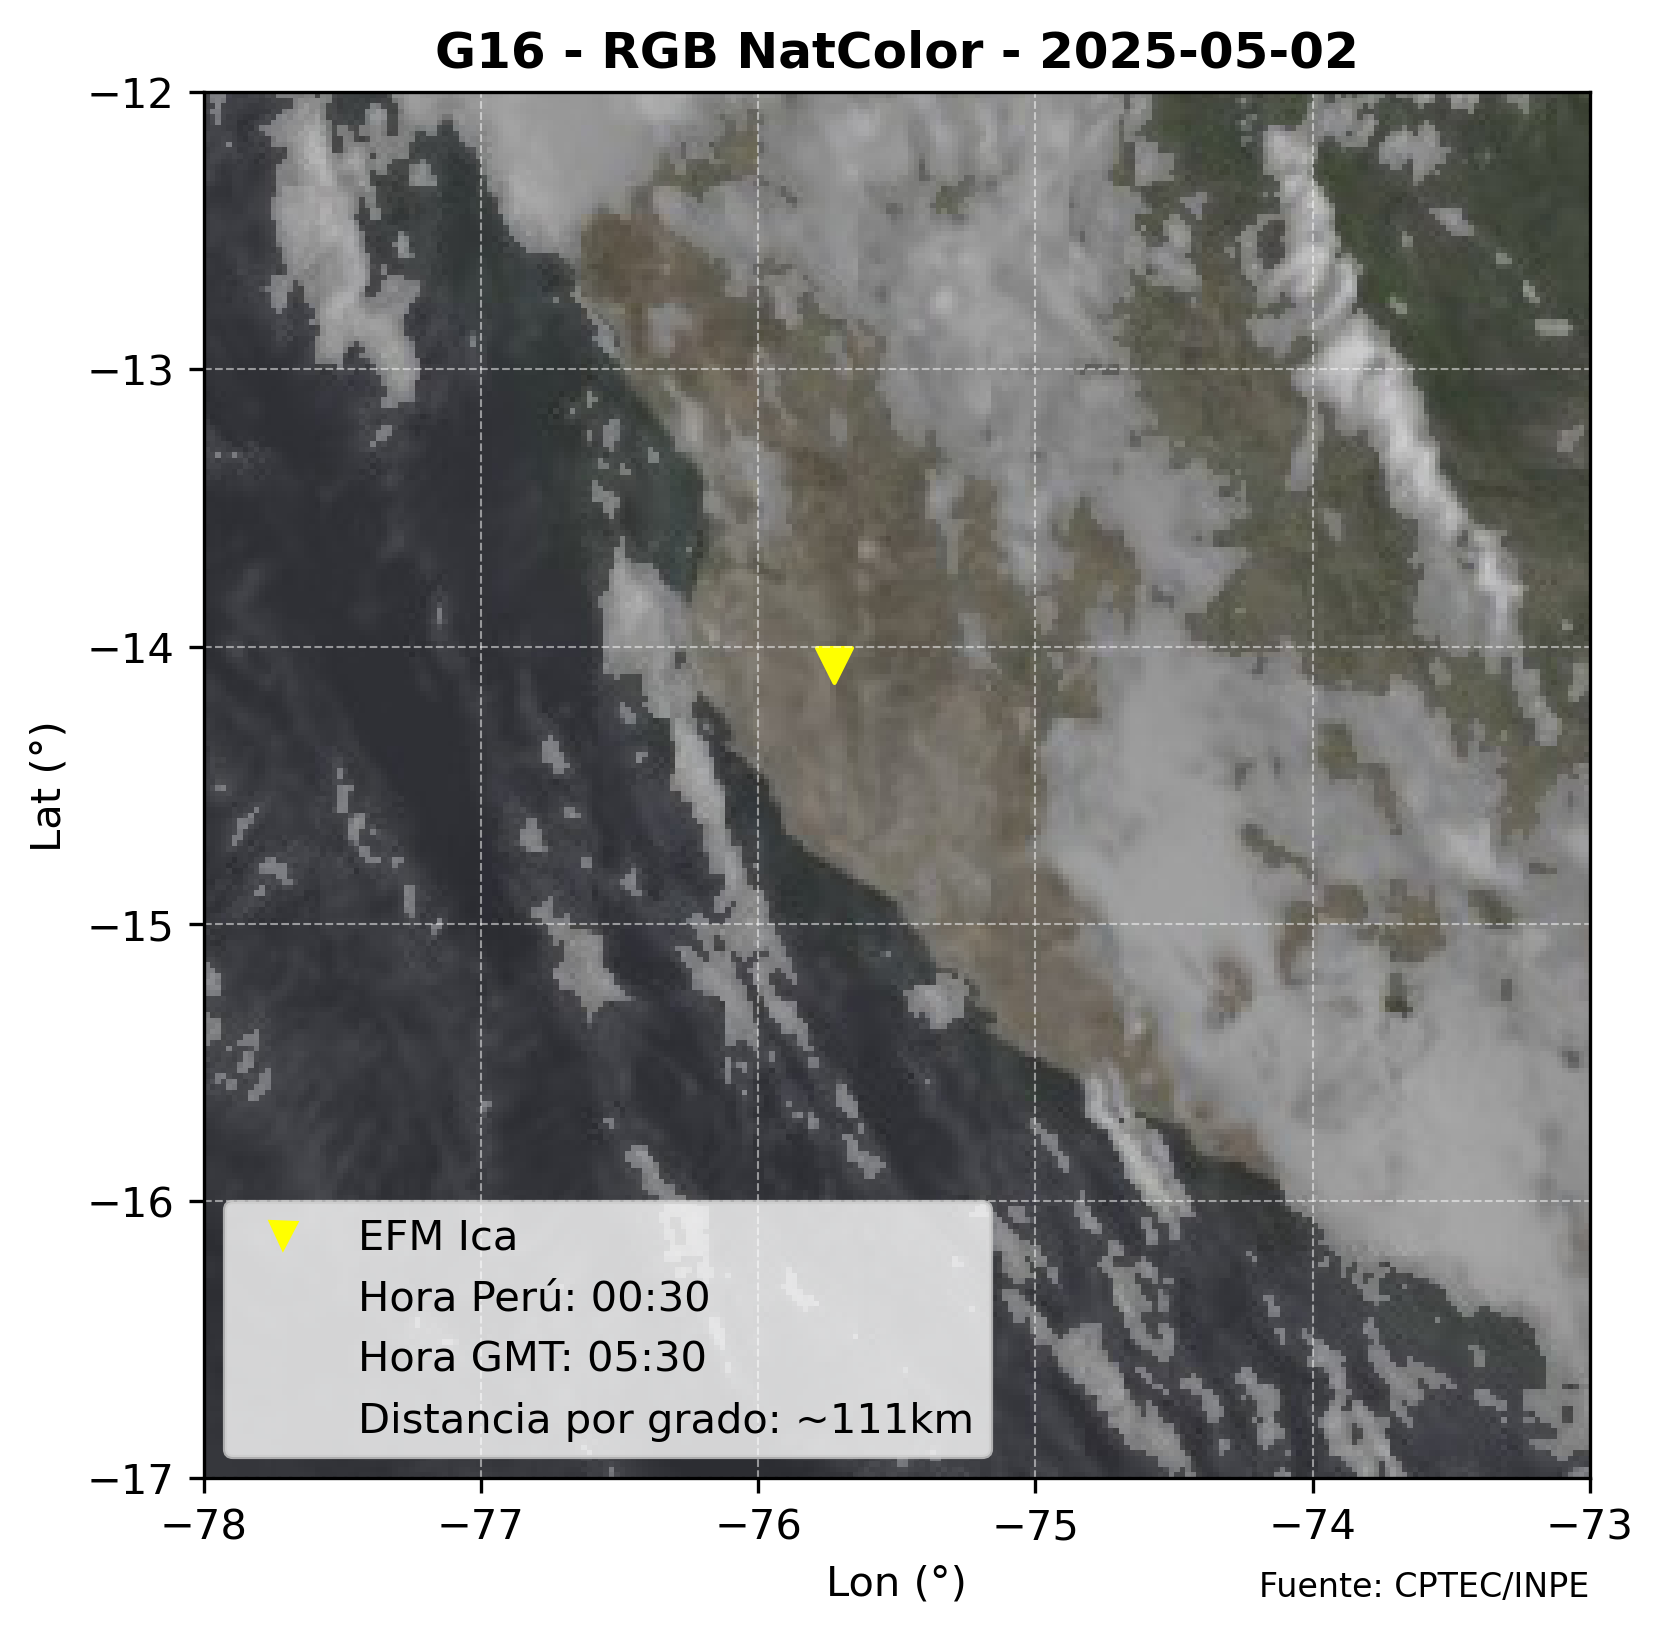 G16 - RGB NatColor - 2025-05-02
−12
−13
−14
−15
−16
−17
Lat (°)
EFM Ica
Hora Perú: 00:30
Hora GMT: 05:30
Distancia por grado: ~111km
−78
−77
−76
−75
−74
−73
Lon (°)
Fuente: CPTEC/INPE